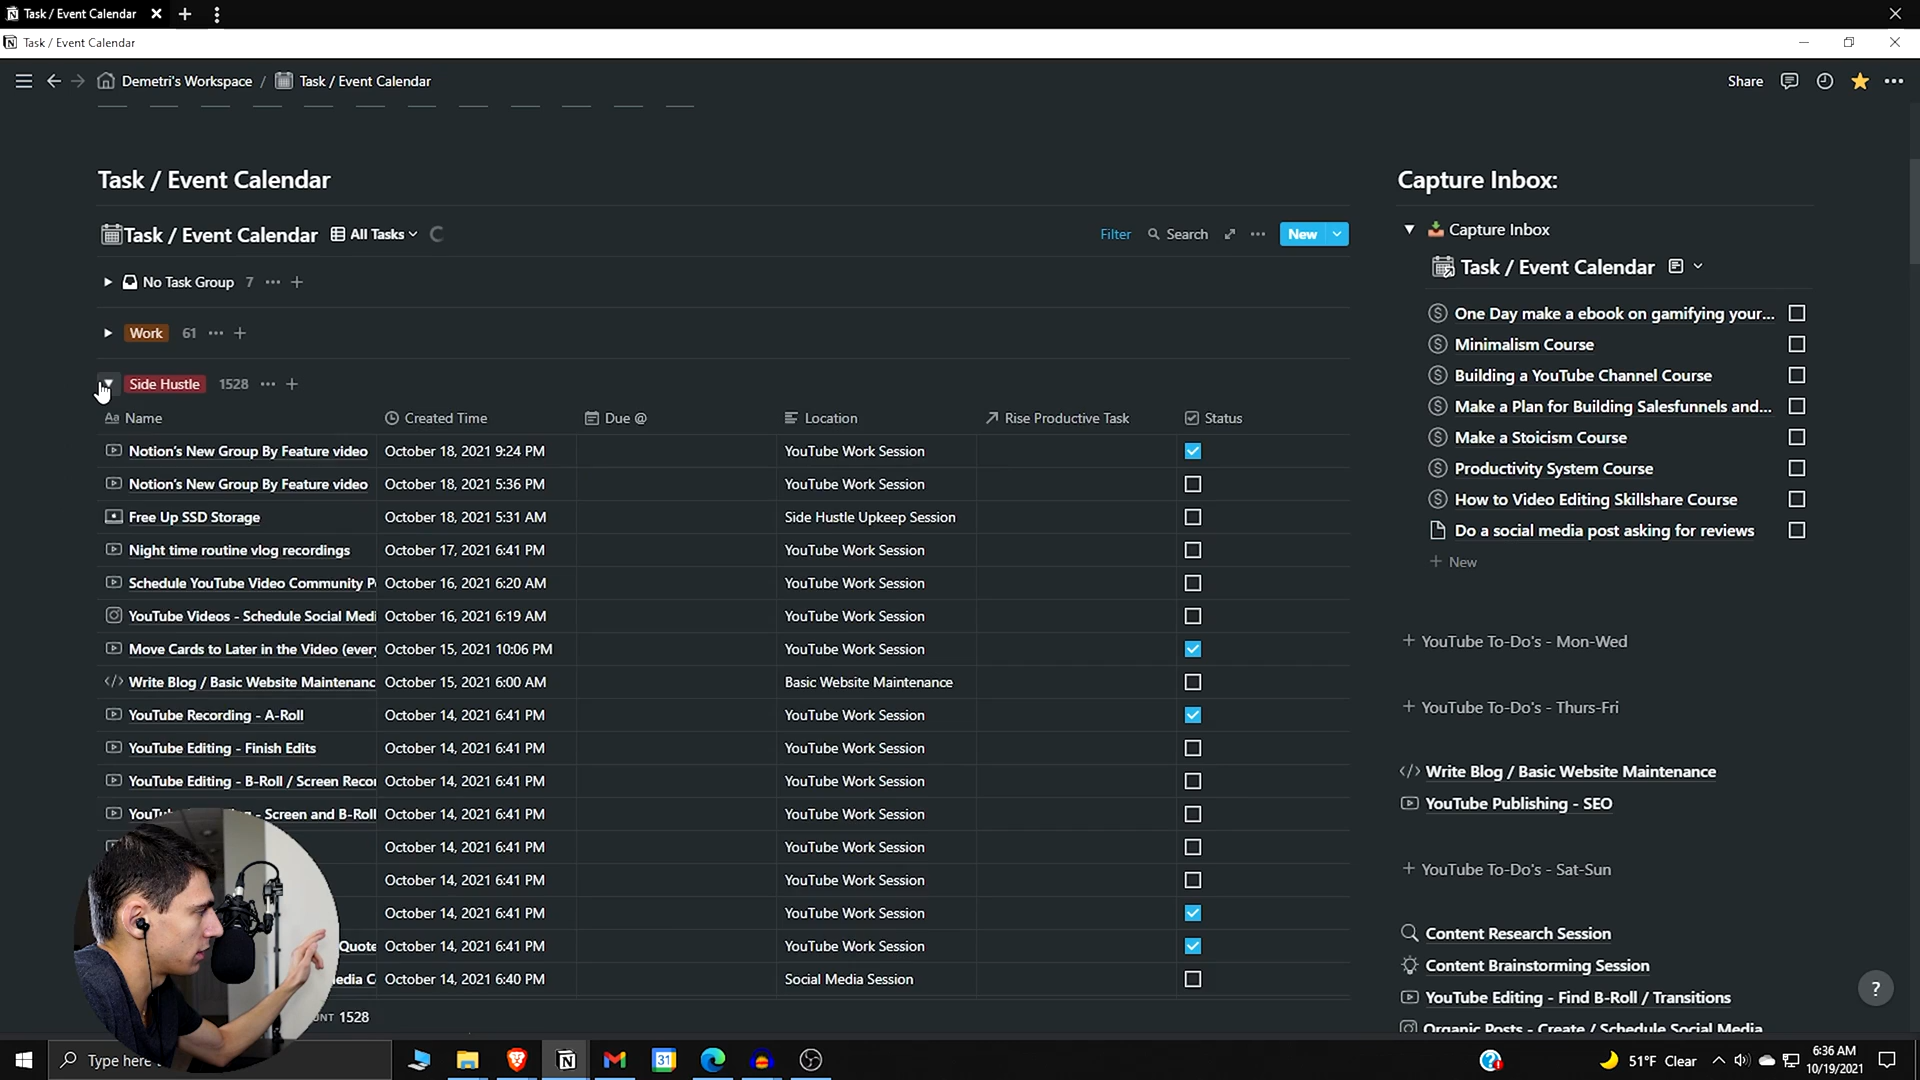 Task / Event Calendar
Task / Event Calendar
Demetri's Workspace / Task / Event Calendar
Share
Task / Event Calendar
Task / Event Calendar All Tasks
Filter Search New
No Task Group 7
Work 61
Side Hustle 1528
Aa Name Created Time Due @ Location Rise Productive Task Status
Notion's New Group By Feature video October 18, 2021 9:24 PM YouTube Work Session
Notion's New Group By Feature video October 18, 2021 5:36 PM YouTube Work Session
Free Up SSD Storage October 18, 2021 5:31 AM Side Hustle Upkeep Session
Night time routine vlog recordings October 17, 2021 6:41 PM YouTube Work Session
Schedule YouTube Video Community October 16, 2021 6:20 AM YouTube Work Session
YouTube Videos - Schedule Social Medi October 16, 2021 6:19 AM YouTube Work Session
Move Cards to Later in the Video (ever October 15, 2021 10:06 PM YouTube Work Session
Write Blog / Basic Website Maintenanc October 15, 2021 6:00 AM Basic Website Maintenance
YouTube Recording - A-Roll October 14, 2021 6:41 PM YouTube Work Session
YouTube Editing - Finish Edits October 14, 2021 6:41 PM YouTube Work Session
YouTube Editing - B-Roll / Screen Reco October 14, 2021 6:41 PM YouTube Work Session
- Screen and B-Roll October 14, 2021 6:41 PM YouTube Work Session
October 14, 2021 6:41 PM YouTube Work Session
October 14, 2021 6:41 PM YouTube Work Session
October 14, 2021 6:41 PM YouTube Work Session
Quote October 14, 2021 6:41 PM YouTube Work Session
October 14, 2021 6:40 PM Social Media Session
1528
Capture Inbox:
Capture Inbox
Task / Event Calendar
One Day make a ebook on gamifying your...
Minimalism Course
Building a YouTube Channel Course
Make a Plan for Building Salesfunnels and...
Make a Stoicism Course
Productivity System Course
How to Video Editing Skillshare Course
Do a social media post asking for reviews
+ New
+ YouTube To-Do's - Mon-Wed
+ YouTube To-Do's - Thurs-Fri
</> Write Blog / Basic Website Maintenance
YouTube Publishing - SEO
+ YouTube To-Do's - Sat-Sun
Content Research Session
Content Brainstorming Session
YouTube Editing - Find B-Roll / Transitions
Organic Posts - Create / Schedule Social Media
?
Type here
31
51°F Clear
6:36 AM
10/19/2021